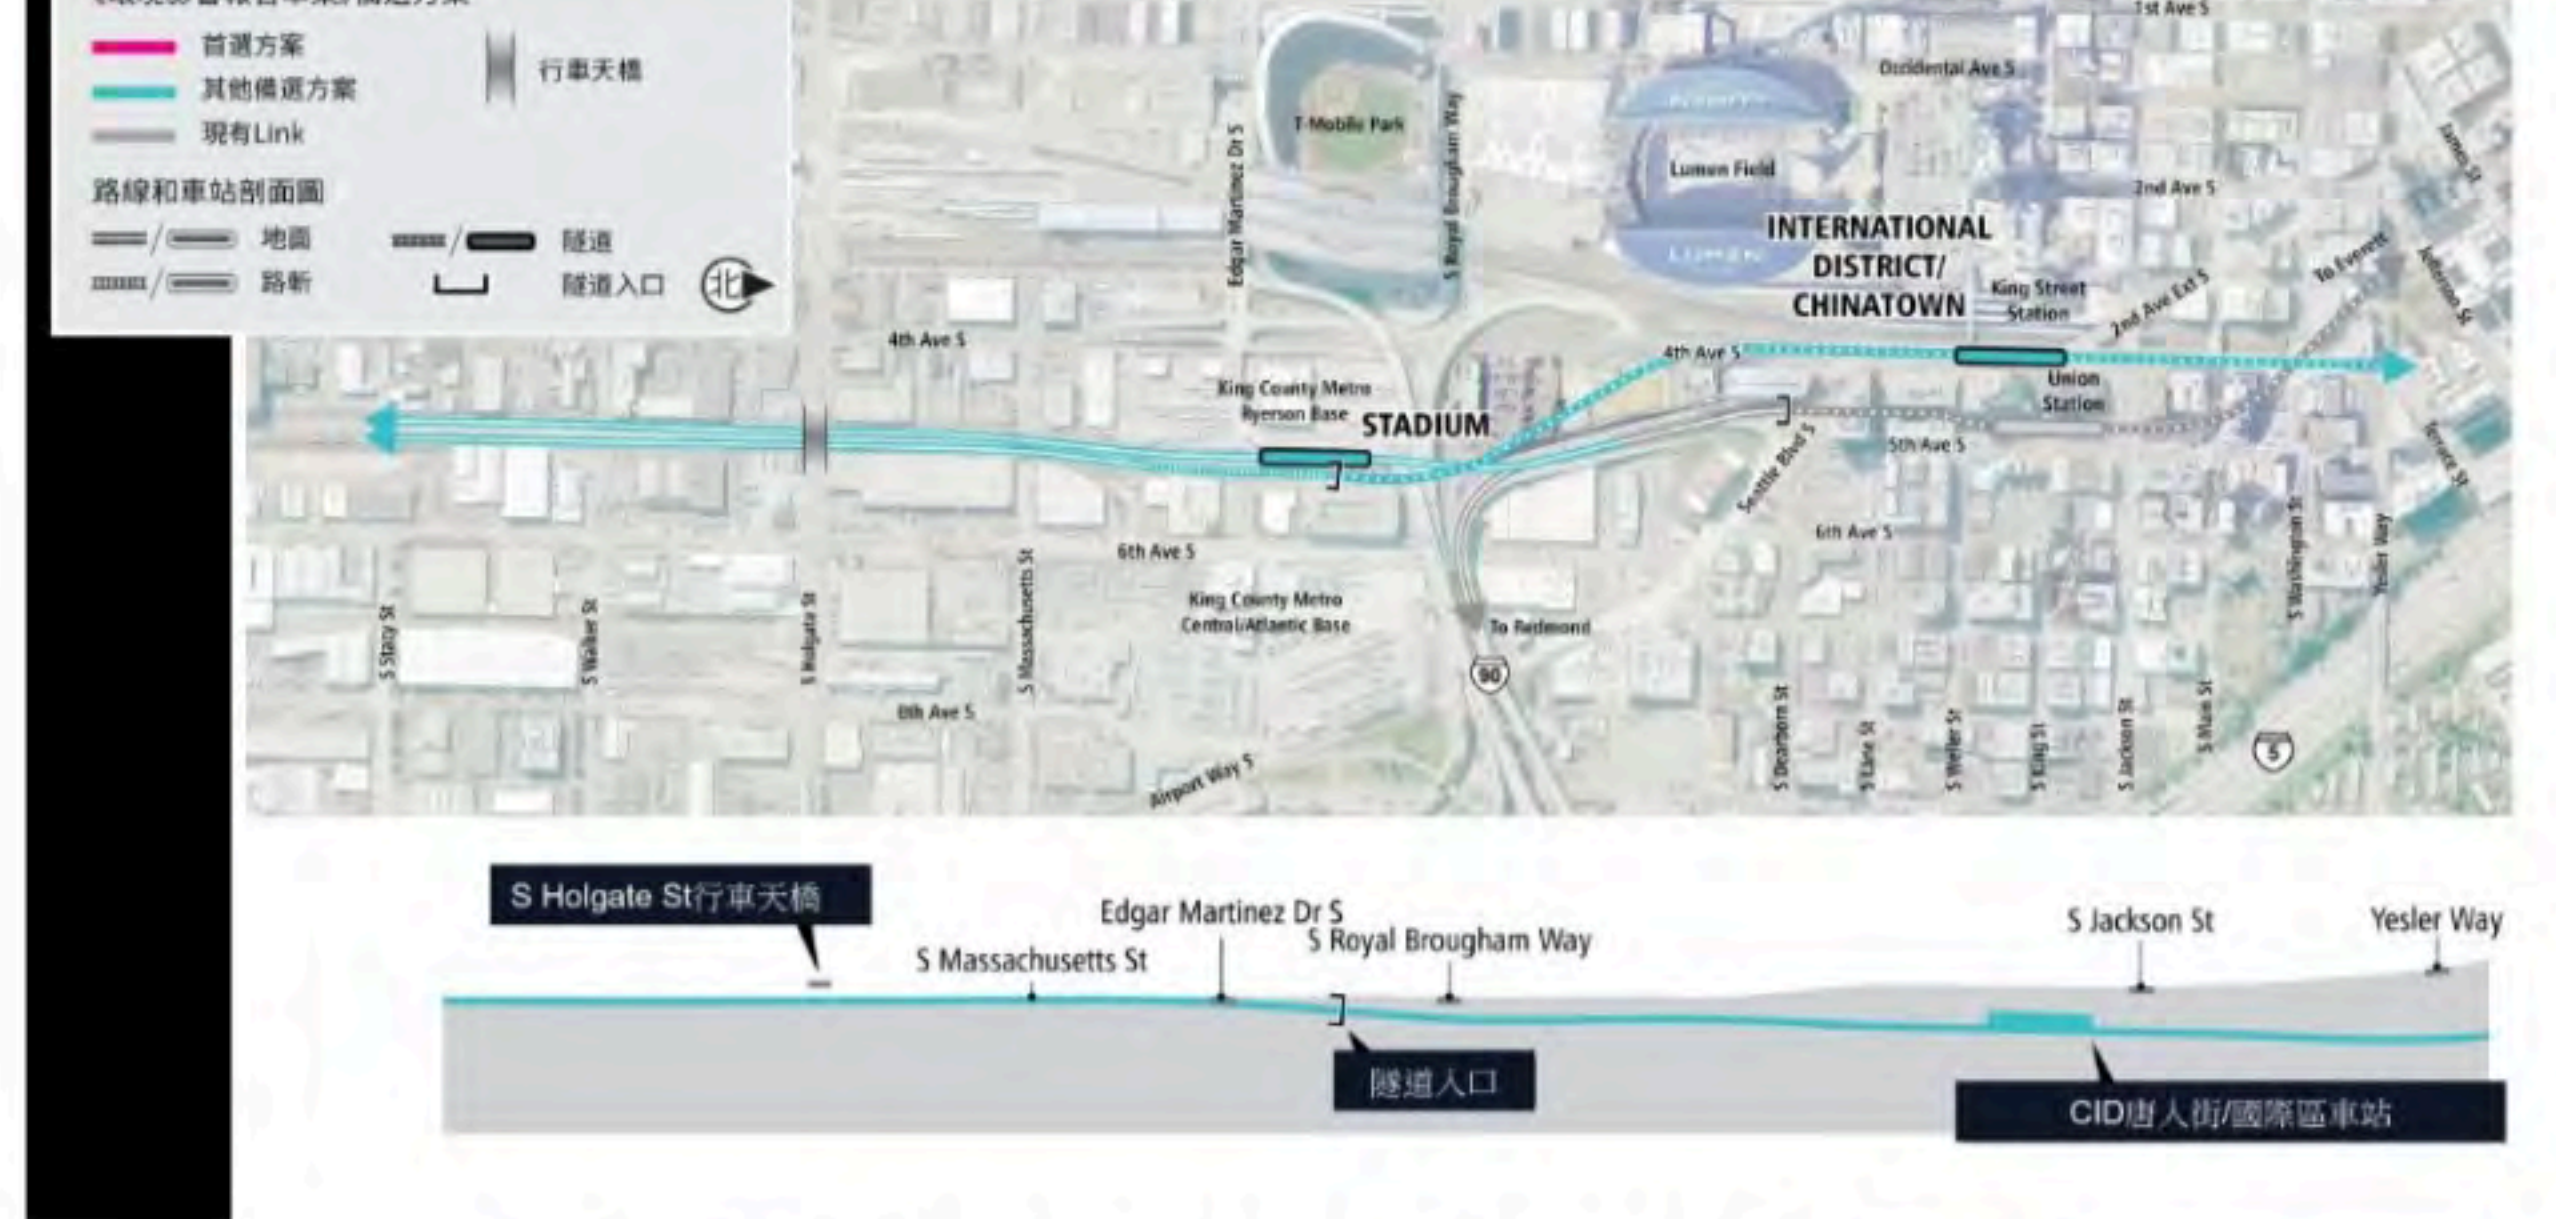 首選方案
其他備選方案
現有Link
行車天橋
路線和車站剖面圖
地面
隧道
路塹
隧道入口
北
1st Ave S
Occidental Ave S
T-Mobile Park
Edgar Martinez Dr S
S Royal Brougham Way
Lumen Field
LUMEN
2nd Ave S
James St
INTERNATIONAL
DISTRICT/
CHINATOWN
King Street
Station
2nd Ave Ext S
To Everett
Jefferson St
4th Ave S
4th Ave S
King County Metro
Ryerson Base
STADIUM
Union
Station
5th Ave S
Seattle Blvd S
Terrace St
6th Ave S
6th Ave S
S Washington St
Yesler Way
S Stacy St
S Walker St
S Holgate St
S Massachusetts St
King County Metro
Central/Atlantic Base
To Redmond
90
8th Ave S
Airport Way S
S Dearborn St
S Lane St
S Weller St
S King St
S Jackson St
S Main St
5
S Holgate St行車天橋
Edgar Martinez Dr S
S Royal Brougham Way
S Massachusetts St
S Jackson St
Yesler Way
隧道入口
CID唐人街/國際區車站